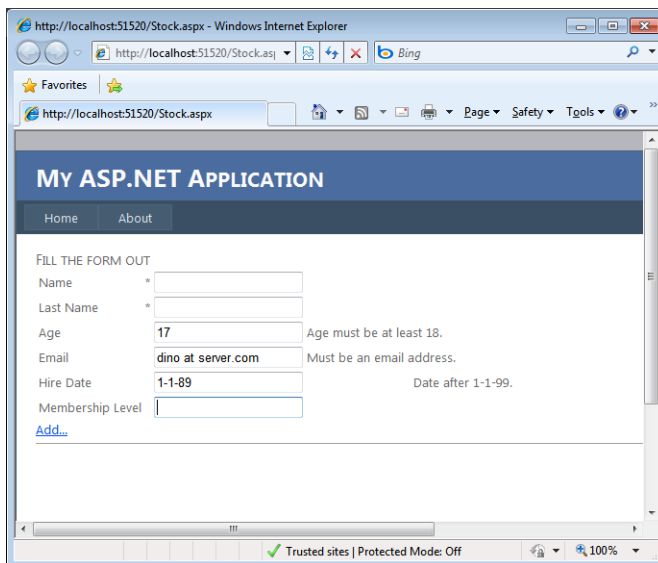 http://localhost:51520/Stock.aspx - Windows Internet Explorer
http://localhost:51520/Stock.as Bing
Favorites
http://localhost:51520/Stock.aspx Page Safety Tools »
MY ASP.NET APPLICATION
Home About
FILL THE FORM OUT
Name *
Last Name *
Age 17 Age must be at least 18.
Email dino at server.com Must be an email address.
Hire Date 1-1-89 Date after 1-1-99.
Membership Level
Add...
Trusted sites | Protected Mode: Off 100%